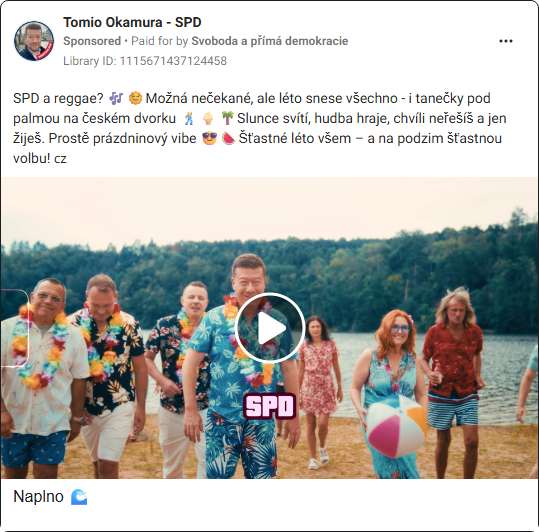 Tomio Okamura - SPD
Sponsored • Paid for by Svoboda a přímá demokracie
Library ID: 1115671437124458
SPD a reggae? 🎶 😊 Možná nečekané, ale léto snese všechno - i tanečky pod
palmou na českém dvorku 🕺 🍦 🌴 Slunce svítí, hudba hraje, chvíli neřešíš a jen
žiješ. Prostě prázdninový vibe 😎 🍉 Šťastné léto všem – a na podzim šťastnou
volbu! cz
SPD
Naplno 🌊